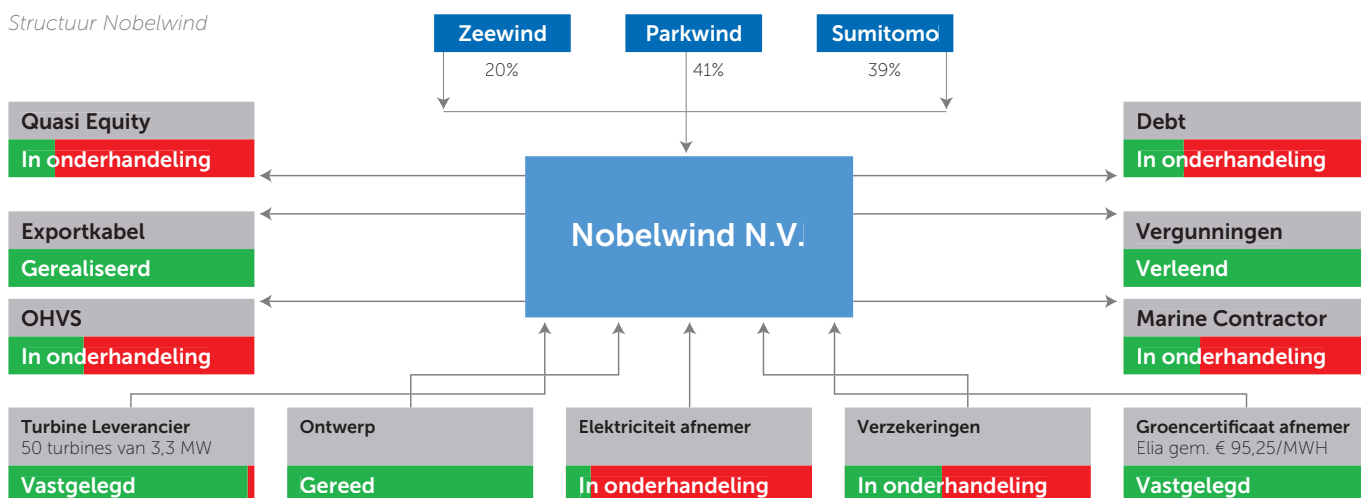 Structuur Nobelwind
Zeewind
Parkwind
Sumitomo
20%
41%
39%
Quasi Equity
In onderhandeling
Debt
In onderhandeling
Nobelwind N.V.
Exportkabel
Gerealiseerd
Vergunningen
Verleend
OHVS
In onderhandeling
Marine Contractor
In onderhandeling
Turbine Leverancier
50 turbines van 3,3 MW
Vastgelegd
Ontwerp
Gereed
Elektriciteit afnemer
In onderhandeling
Verzekeringen
In onderhandeling
Groencertificaat afnemer
Elia gem. € 95,25/MWH
Vastgelegd